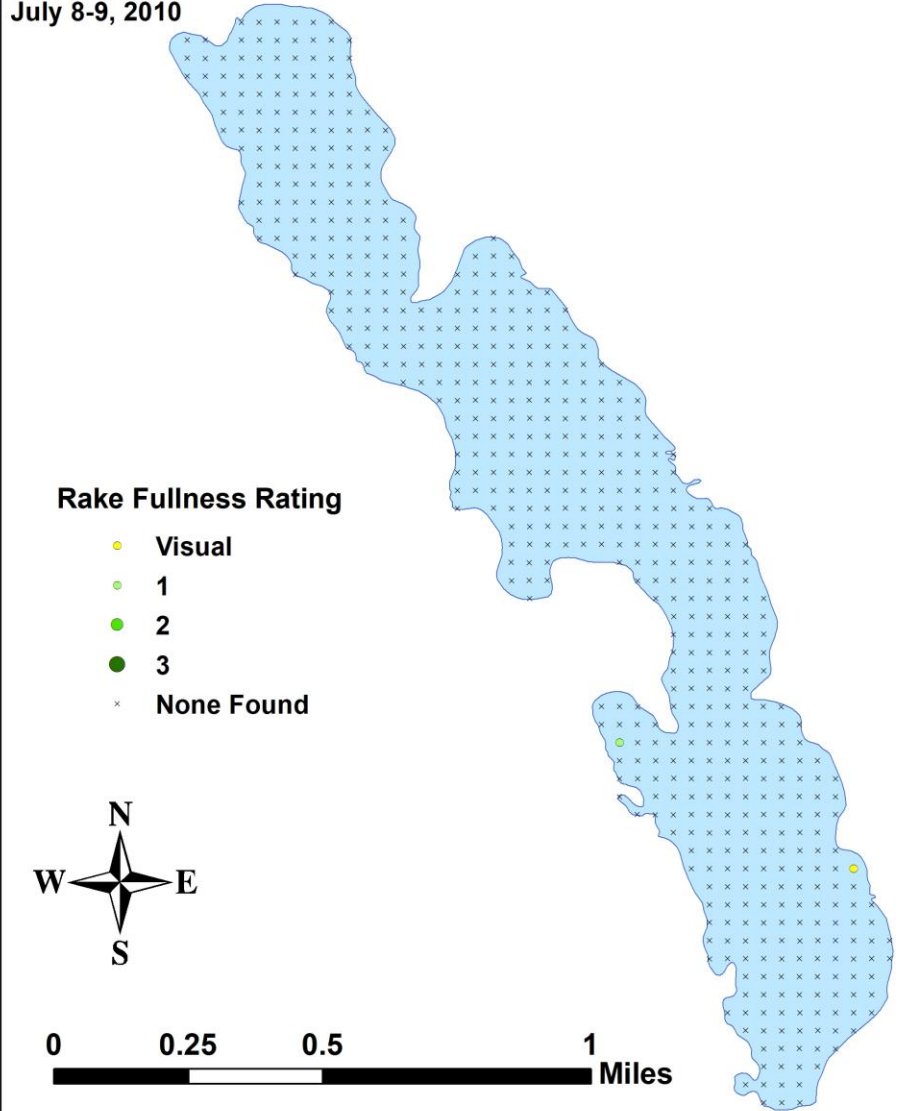 July 8-9, 2010
Rake Fullness Rating
Visual
1
2
3
None Found
N
W E
S
0 0.25 0.5 1
Miles